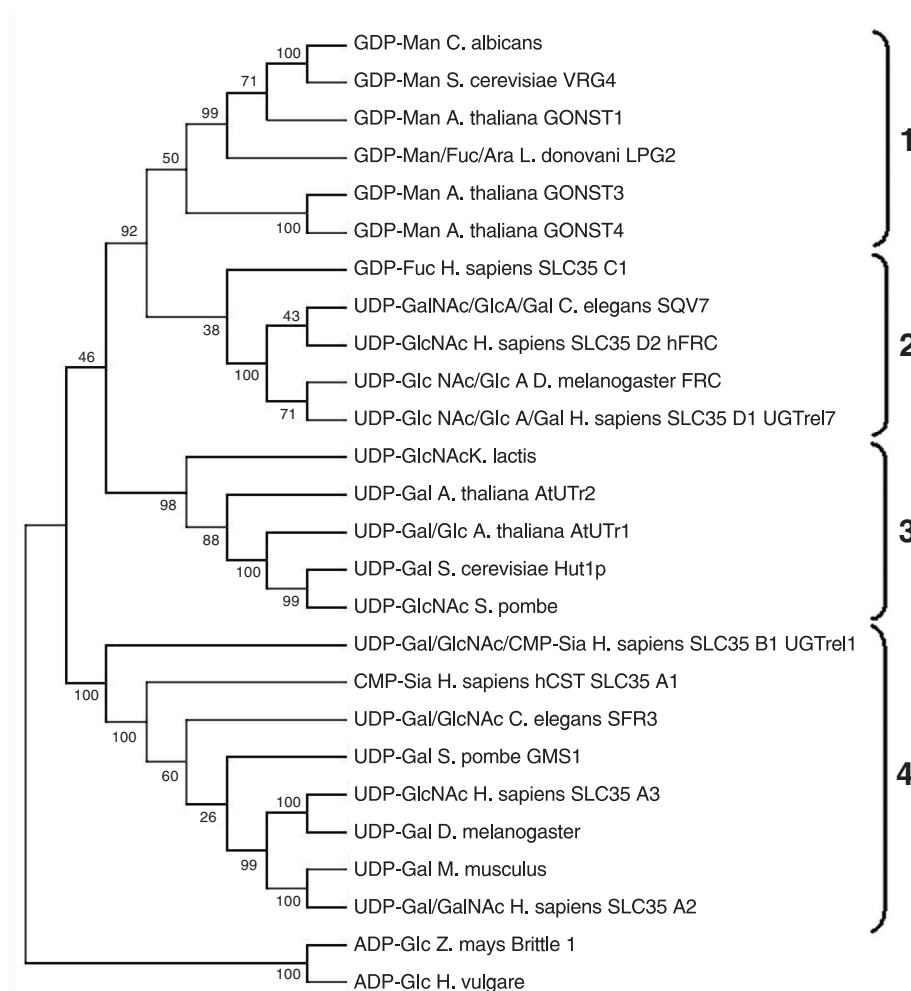 GDP-Man C. albicans
GDP-Man S. cerevisiae VRG4
GDP-Man A. thaliana GONST1
GDP-Man/Fuc/Ara L. donovani LPG2
GDP-Man A. thaliana GONST3
GDP-Man A. thaliana GONST4
GDP-Fuc H. sapiens SLC35 C1
UDP-GalNAc/GlcA/Gal C. elegans SQV7
UDP-GlcNAc H. sapiens SLC35 D2 hFRC
UDP-Glc NAc/Glc A D. melanogaster FRC
UDP-Glc NAc/Glc A/Gal H. sapiens SLC35 D1 UGTrel7
UDP-GlcNAcK. lactis
UDP-Gal A. thaliana AtUTr2
UDP-Gal/Glc A. thaliana AtUTr1
UDP-Gal S. cerevisiae Hut1p
UDP-GlcNAc S. pombe
UDP-Gal/GlcNAc/CMP-Sia H. sapiens SLC35 B1 UGTrel1
CMP-Sia H. sapiens hCST SLC35 A1
UDP-Gal/GlcNAc C. elegans SFR3
UDP-Gal S. pombe GMS1
UDP-GlcNAc H. sapiens SLC35 A3
UDP-Gal D. melanogaster
UDP-Gal M. musculus
UDP-Gal/GalNAc H. sapiens SLC35 A2
ADP-Glc Z. mays Brittle 1
ADP-Glc H. vulgare
100
71
99
50
100
92
38
43
100
71
46
98
88
100
99
100
100
60
26
100
99
100
100
1
2
3
4